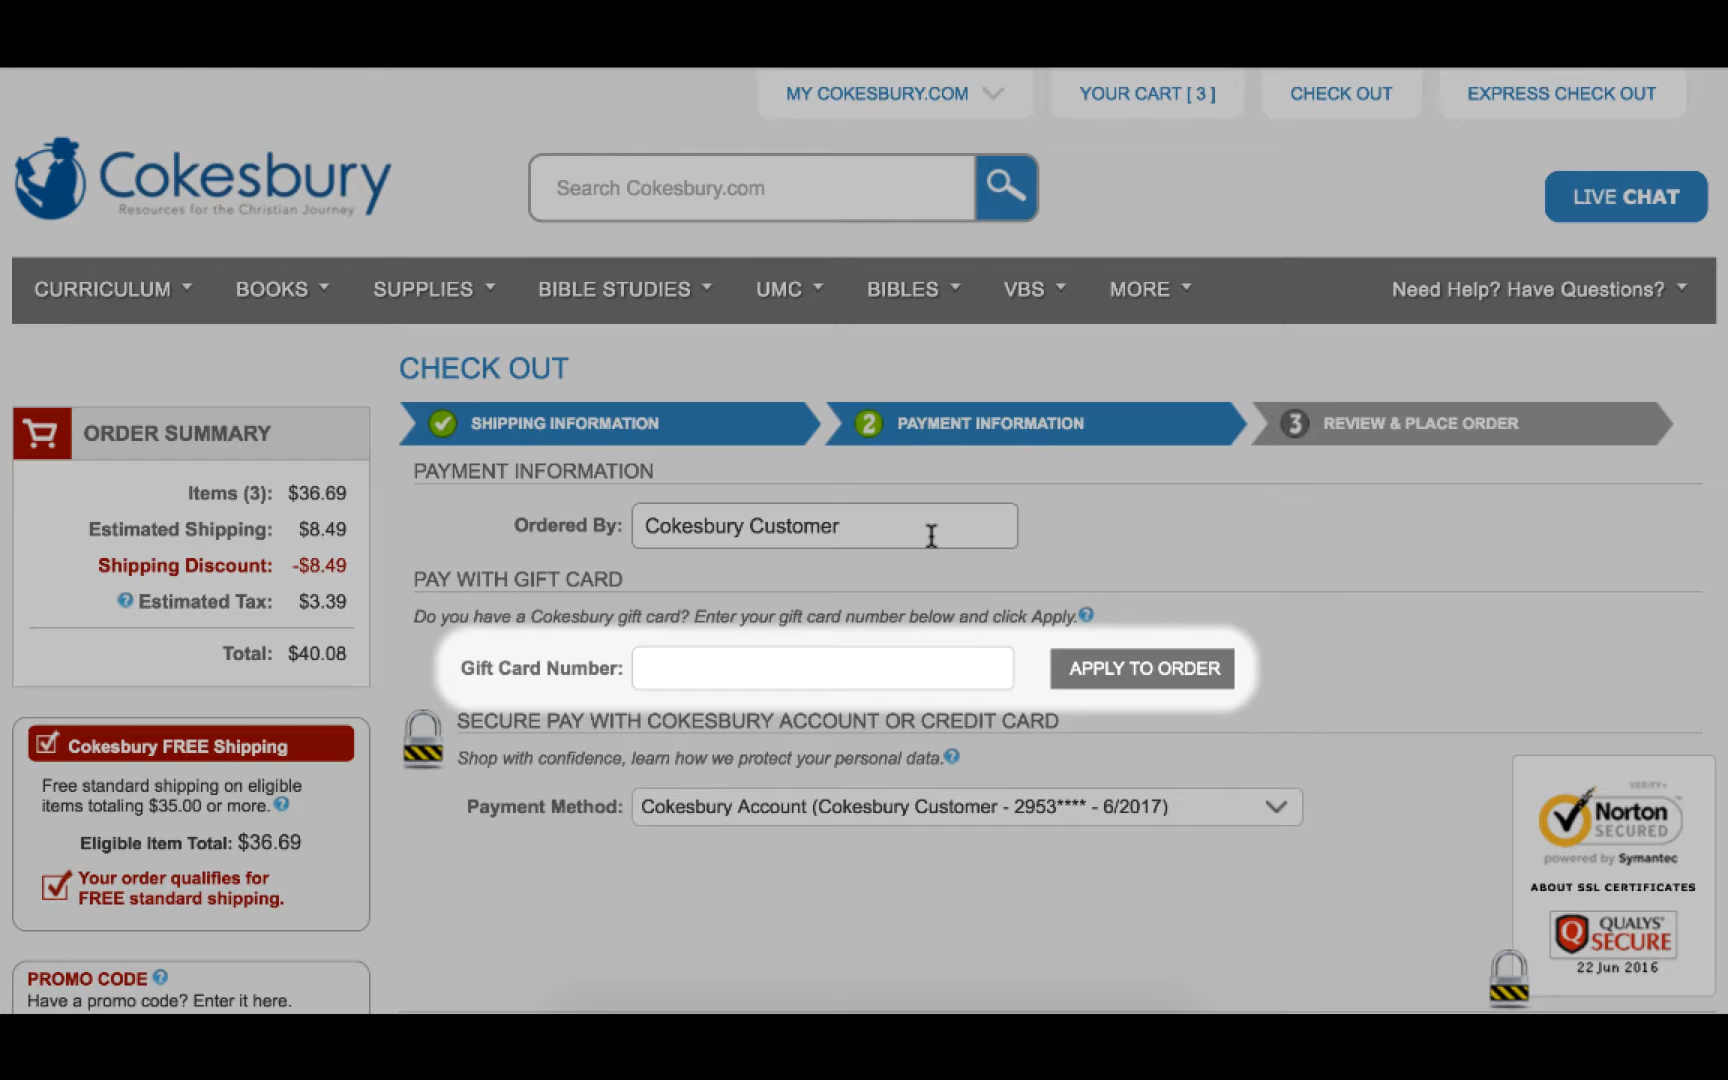 MY COKESBURY.COM
YOUR CART [ 3 ]
CHECK OUT
EXPRESS CHECK OUT
Cokesbury
Resources for the Christian Journey
Search Cokesbury.com
LIVE CHAT
CURRICULUM
BOOKS
SUPPLIES
BIBLE STUDIES
UMC
BIBLES
VBS
MORE
Need Help? Have Questions?
CHECK OUT
SHIPPING INFORMATION
2 PAYMENT INFORMATION
3 REVIEW & PLACE ORDER
ORDER SUMMARY
Items (3): $36.69
Estimated Shipping: $8.49
Shipping Discount: -$8.49
? Estimated Tax: $3.39
Total: $40.08
Cokesbury FREE Shipping
Free standard shipping on eligible
items totaling $35.00 or more. ?
Eligible Item Total: $36.69
Your order qualifies for
FREE standard shipping.
PROMO CODE ?
Have a promo code? Enter it here.
PAYMENT INFORMATION
Ordered By: Cokesbury Customer
PAY WITH GIFT CARD
Do you have a Cokesbury gift card? Enter your gift card number below and click Apply. ?
Gift Card Number:
APPLY TO ORDER
SECURE PAY WITH COKESBURY ACCOUNT OR CREDIT CARD
Shop with confidence, learn how we protect your personal data. ?
Payment Method: Cokesbury Account (Cokesbury Customer - 2953**** - 6/2017)
VERIFY
Norton
SECURED
powered by Symantec
ABOUT SSL CERTIFICATES
Q QUALYS
SECURE
22 Jun 2016